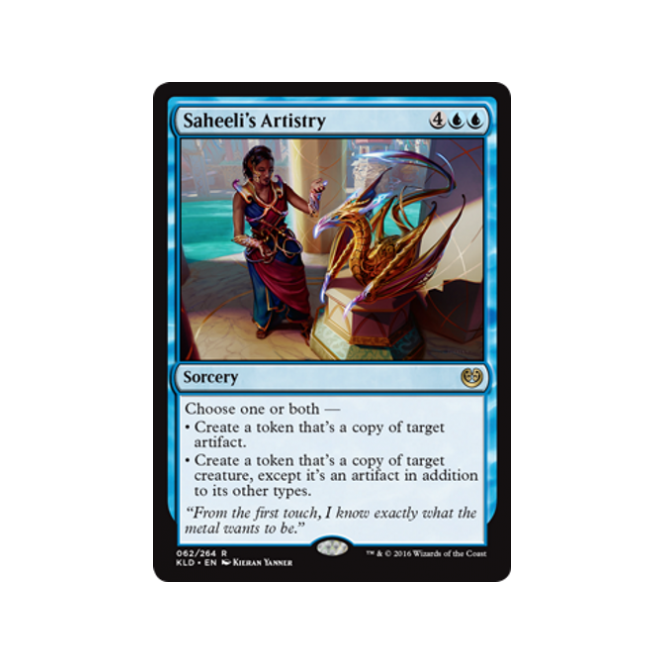 Saheeli's Artistry 4
Sorcery
Choose one or both —
• Create a token that's a copy of target
artifact.
• Create a token that's a copy of target
creature, except it's an artifact in addition
to its other types.
"From the first touch, I know exactly what the
metal wants to be."
062/264 R
™ & © 2016 Wizards of the Coast
KLD • EN Kieran Yanner